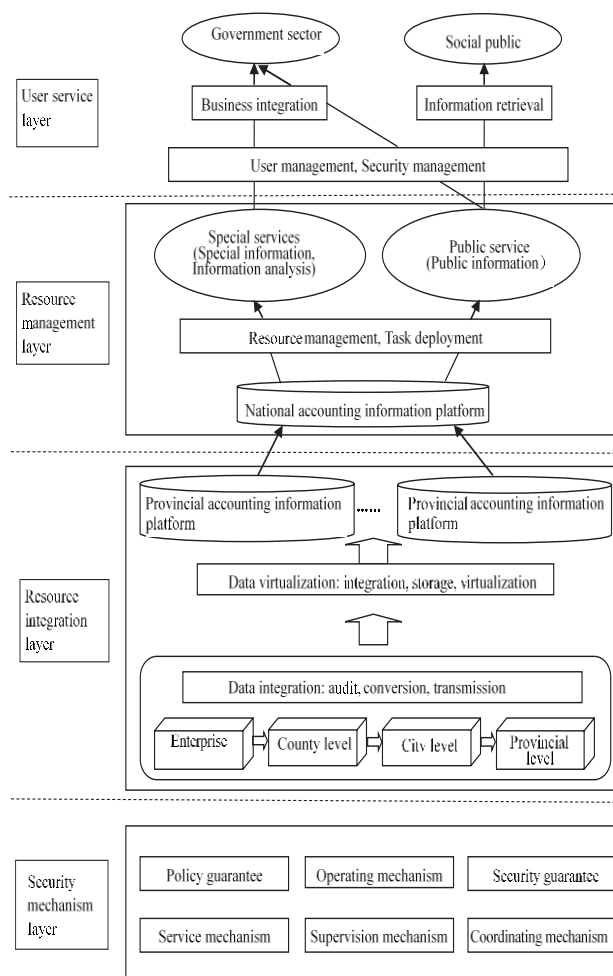 Government sector
Social public
User service
layer
Business integration
Information retrieval
User management, Security management
Special services
(Special information,
Information analysis)
Public service
(Public information）
Resource
management
layer
Resource management, Task deployment
National accounting information platform
Provincial accounting information
platform
......
Provincial accounting information
platform
Data virtualization: integration, storage, virtualization
Resource
integration
layer
Data integration: audit, conversion, transmission
Enterprise
County level
City level
Provincial
level
Security
mechanism
layer
Policy guarantee
Operating mechanism
Security guarantee
Service mechanism
Supervision mechanism
Coordinating mechanism